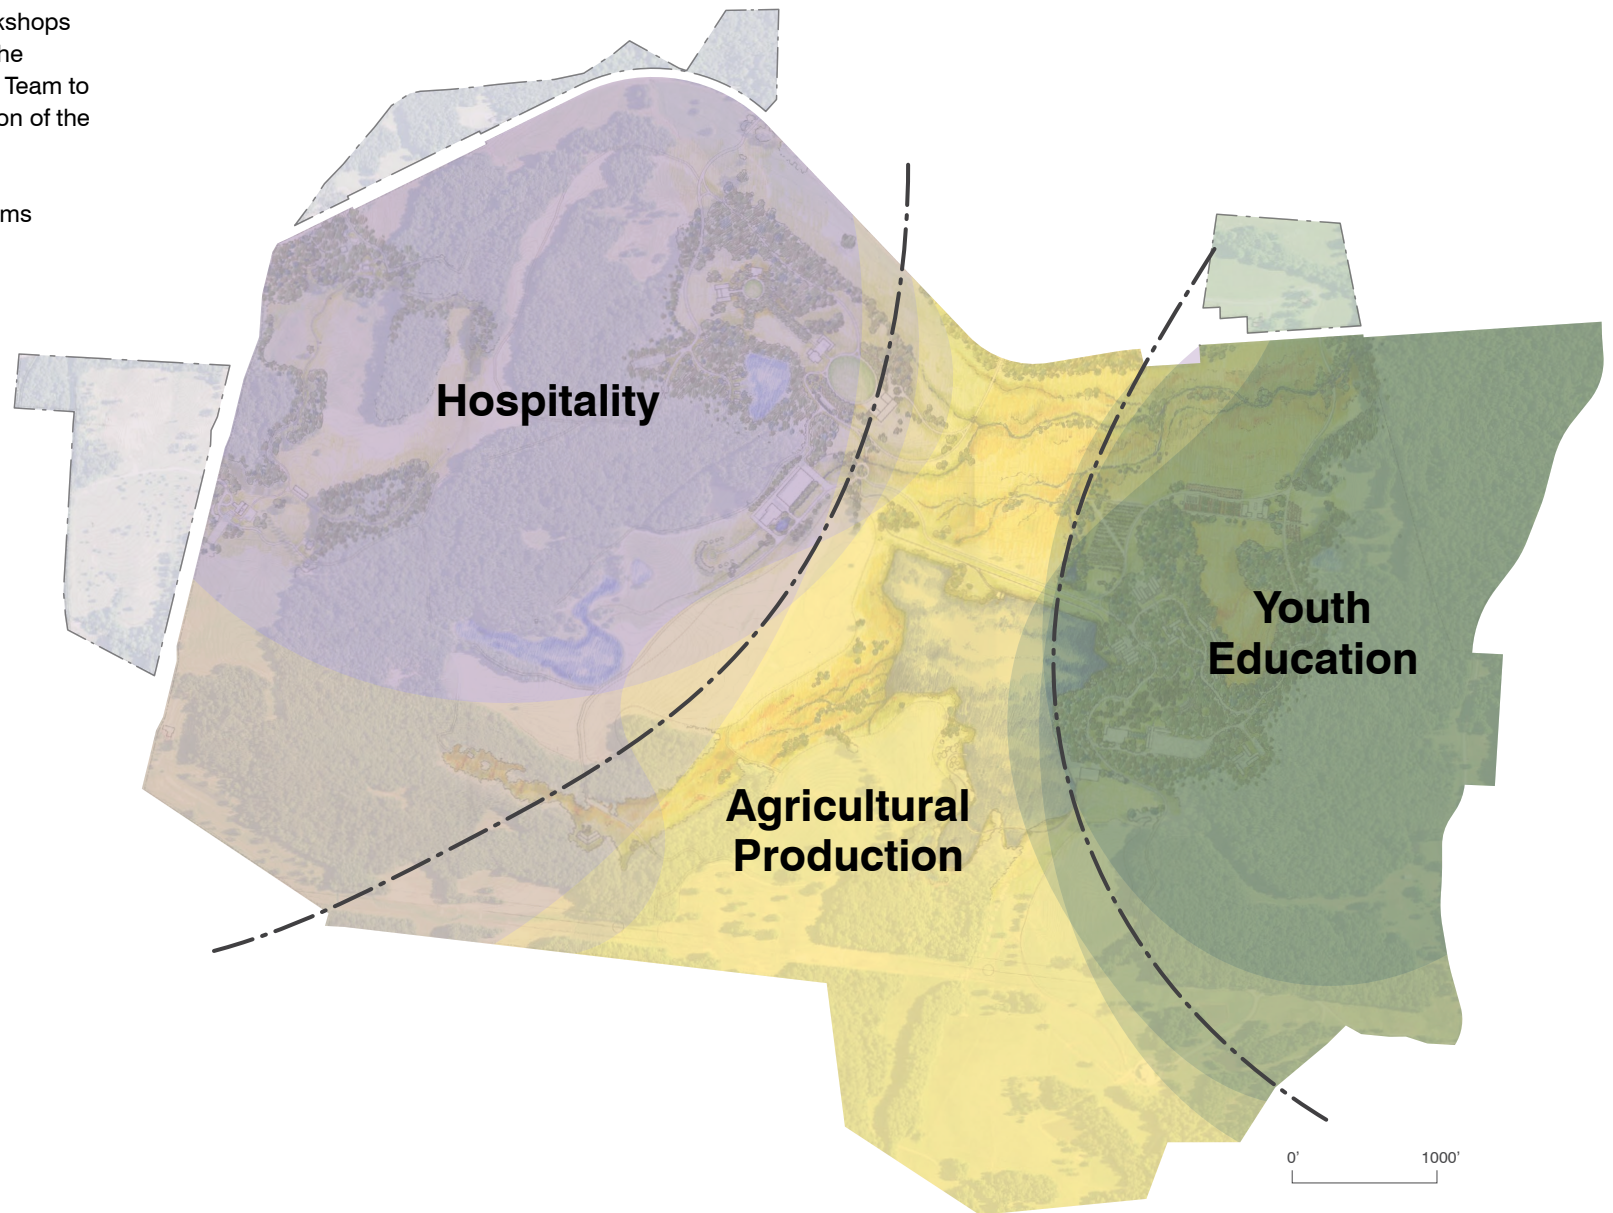 kshops
he
Team to
on of the
ms
Hospitality
Youth
Education
Agricultural
Production
0' 1000'